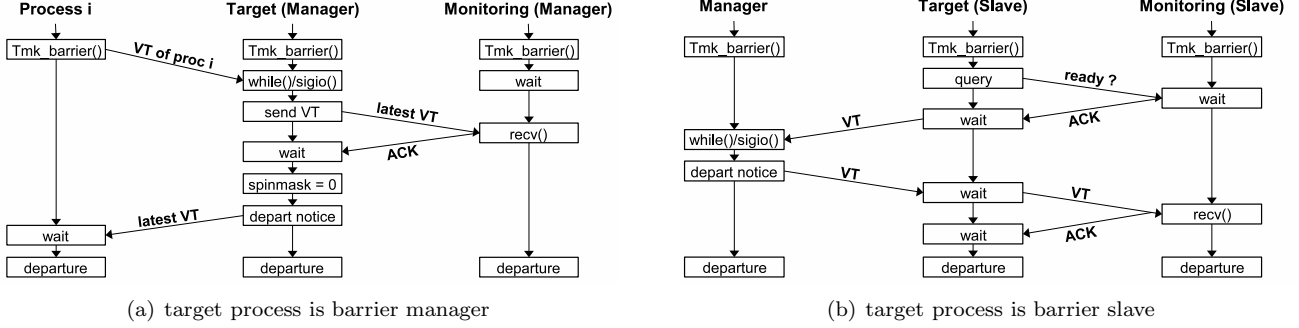 Process i
Target (Manager)
Monitoring (Manager)
Tmk_barrier()
VT of proc i
Tmk_barrier()
Tmk_barrier()
while()/sigio()
wait
send VT
latest VT
recv()
wait
ACK
spinmask = 0
latest VT
depart notice
wait
departure
departure
departure
(a) target process is barrier manager
Manager
Target (Slave)
Monitoring (Slave)
Tmk_barrier()
Tmk_barrier()
Tmk_barrier()
query
ready ?
wait
VT
wait
ACK
while()/sigio()
depart notice
VT
wait
VT
recv()
wait
ACK
departure
departure
departure
(b) target process is barrier slave